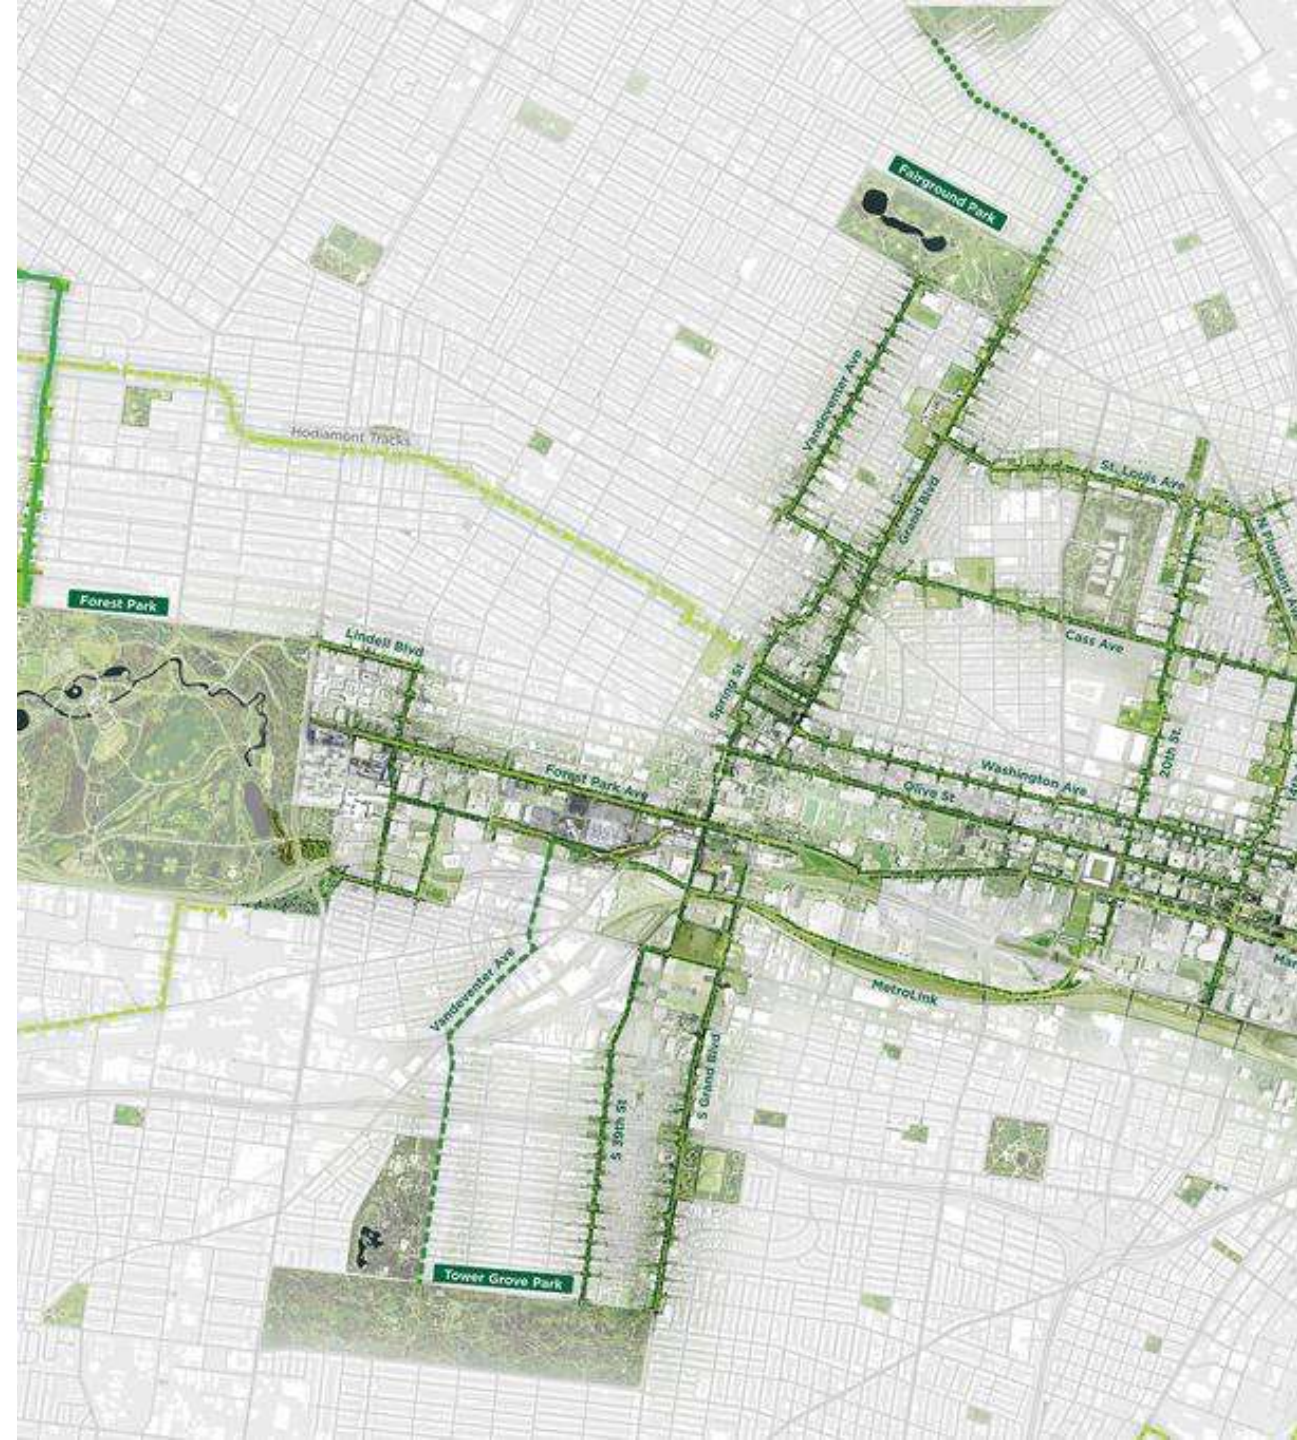 Fairground Park
Vandeventer Ave
Hodiamont Tracks
St. Louis Ave
Grand Blvd
Forest Park
Lindell Blvd
Cass Ave
Spring St
20th St.
Washington Ave
Forest Park Ave
Olive St
Vandeventer Ave
MetroLink
S Grand Blvd
S 39th St
Tower Grove Park